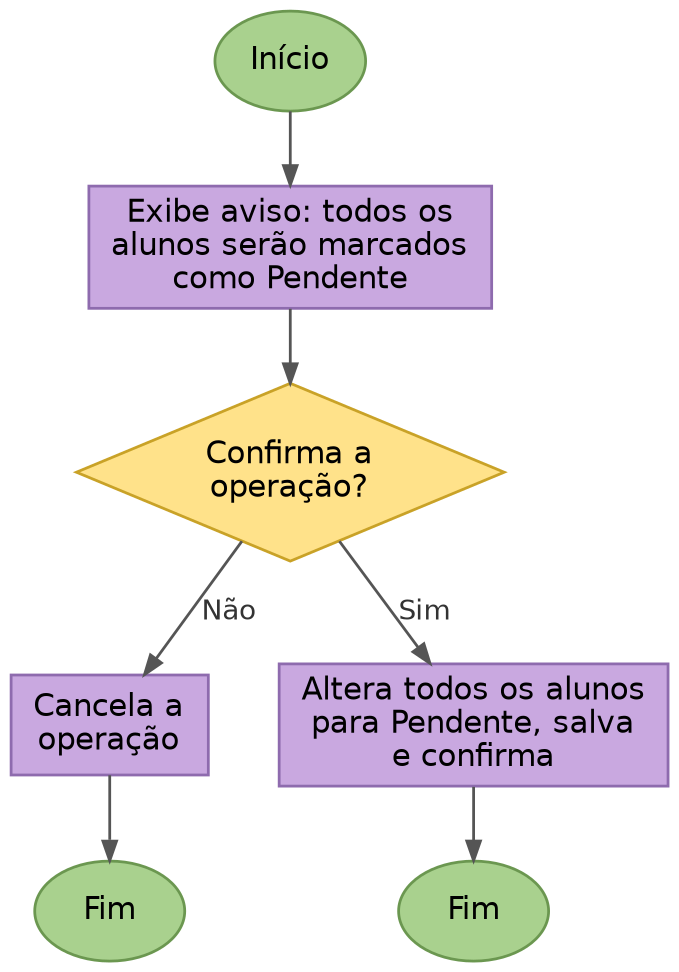 Início
Exibe aviso: todos os
alunos serão marcados
como Pendente
Confirma a
operação?
Não
Sim
Cancela a
operação
Altera todos os alunos
para Pendente, salva
e confirma
Fim
Fim